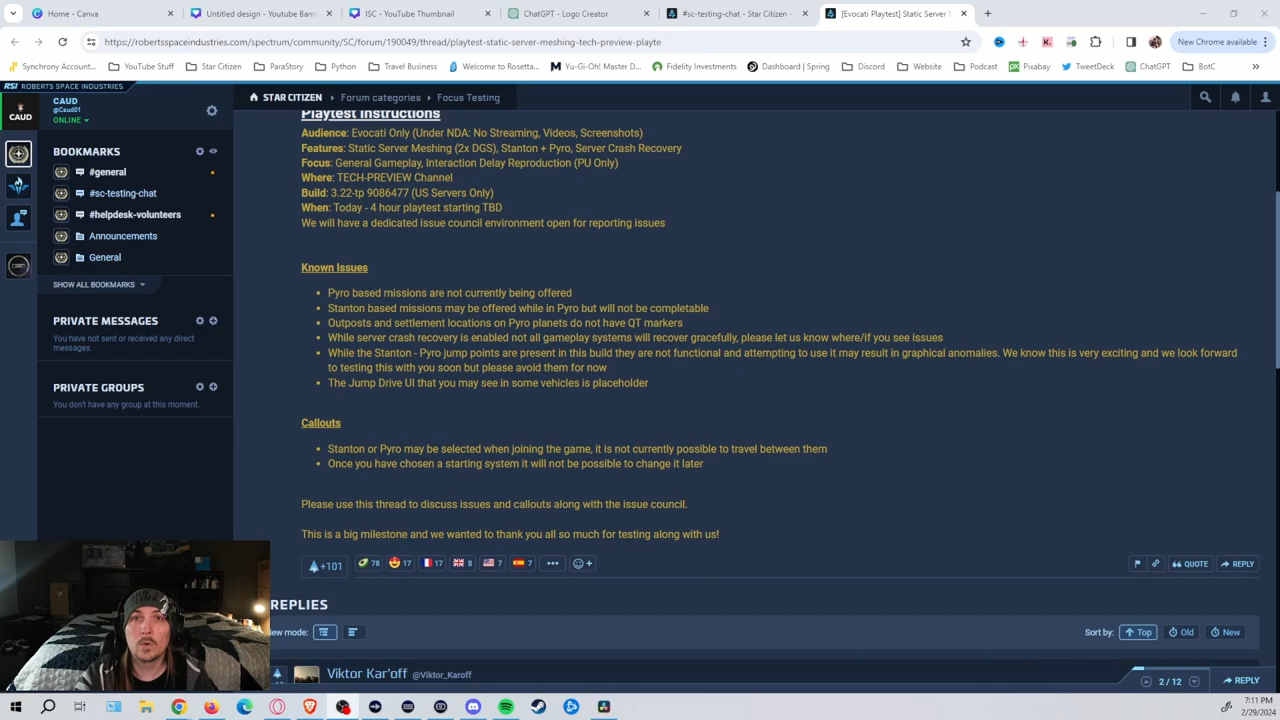 Canva - Home
Untitled design - Youtube Bann
ISC - YouTube Thumbnail
ChatGPT - Logo Creator
#sc-testing-chat - Star Citizen -
[Evocati Playtest] Static Server M
https://robertsspaceindustries.com/spectrum/community/SC/forum/190049/thread/playtest-static-server-meshing-tech-preview-playte
New Chrome available
Synchrony Account...
YouTube Stuff
Star Citizen
ParaStory
Python
Travel Business
Welcome to Rosetta...
Yu-Gi-Oh! Master D...
Fidelity Investments
Dashboard | Spring
Discord
Website
Podcast
Pixabay
TweetDeck
ChatGPT
BotC
RSI ROBERTS SPACE INDUSTRIES
CAUD
CAUD
@Caud01
ONLINE
STAR CITIZEN
Forum categories
Focus Testing
BOOKMARKS
#general
#sc-testing-chat
#helpdesk-volunteers
Announcements
General
SHOW ALL BOOKMARKS
PRIVATE MESSAGES
You have not sent or received any direct
messages.
PRIVATE GROUPS
You don't have any group at this moment.
Playtest Instructions
Audience: Evocati Only (Under NDA: No Streaming, Videos, Screenshots)
Features: Static Server Meshing (2x DGS), Stanton + Pyro, Server Crash Recovery
Focus: General Gameplay, Interaction Delay Reproduction (PU Only)
Where: TECH-PREVIEW Channel
Build: 3.22-tp 9086477 (US Servers Only)
When: Today - 4 hour playtest starting TBD
We will have a dedicated issue council environment open for reporting issues
Known Issues
• Pyro based missions are not currently being offered
• Stanton based missions may be offered while in Pyro but will not be completable
• Outposts and settlement locations on Pyro planets do not have QT markers
• While server crash recovery is enabled not all gameplay systems will recover gracefully, please let us know where/if you see issues
• While the Stanton - Pyro jump points are present in this build they are not functional and attempting to use it may result in graphical anomalies. We know this is very exciting and we look forward
to testing this with you soon but please avoid them for now
• The Jump Drive UI that you may see in some vehicles is placeholder
Callouts
• Stanton or Pyro may be selected when joining the game, it is not currently possible to travel between them
• Once you have chosen a starting system it will not be possible to change it later
Please use this thread to discuss issues and callouts along with the issue council.
This is a big milestone and we wanted to thank you all so much for testing along with us!
+101
78
17
17
8
7
7
QUOTE
REPLY
REPLIES
iew mode:
Sort by:
Top
Old
New
Viktor Kar'off @Viktor_Karoff
2 / 12
REPLY
7:11 PM
2/29/2024